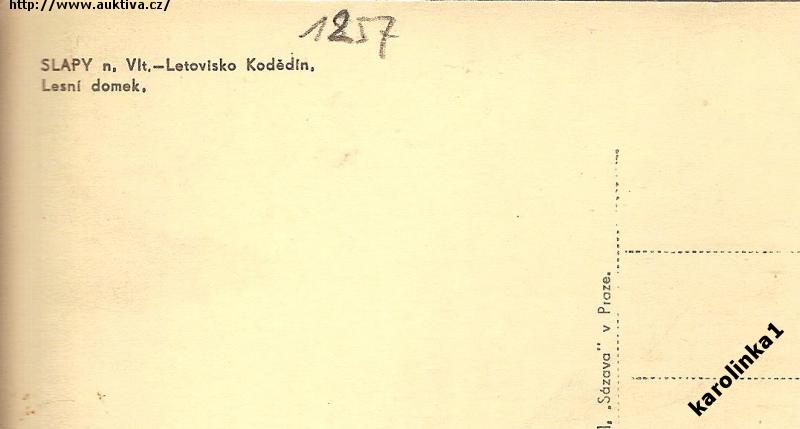 http://www.auktiva.cz/
1257
SLAPY n. Vlt.—Letovisko Kodědín.
Lesní domek.
„Sázava" v Praze.
karolinka1